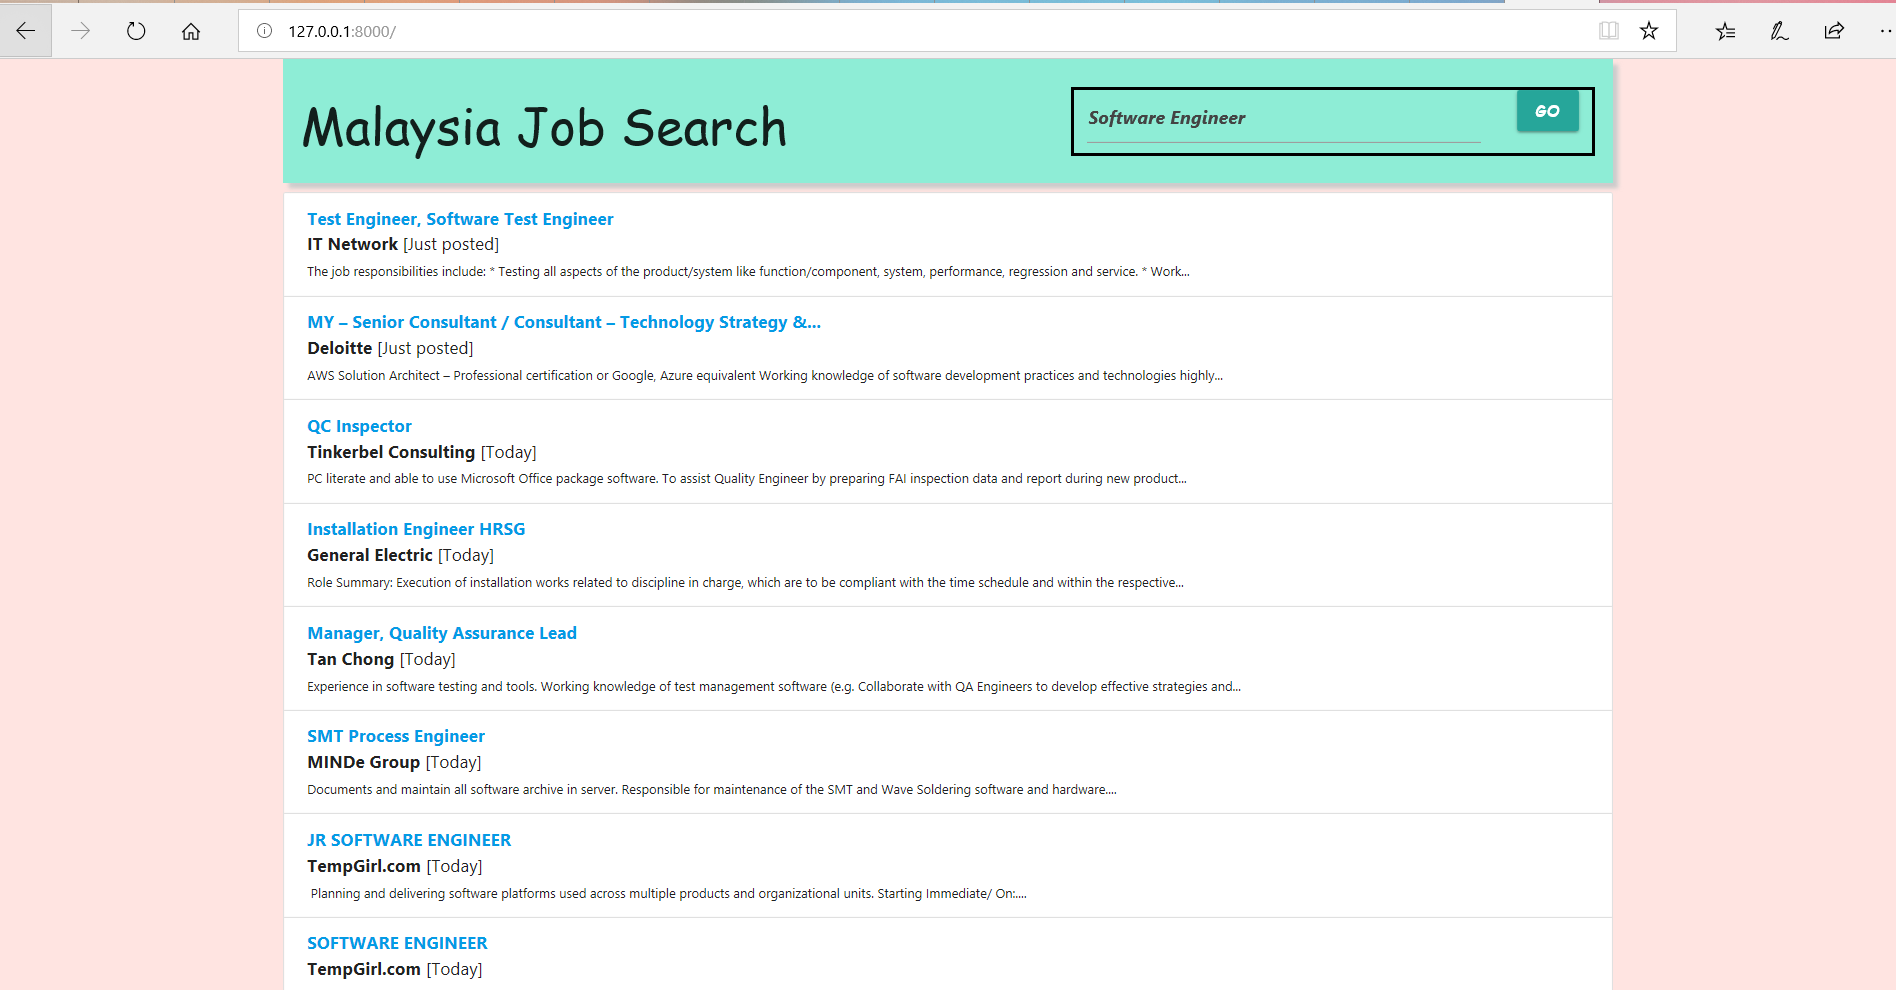 127.0.0.1:8000/
Malaysia Job Search
Software Engineer
GO
Test Engineer, Software Test Engineer
IT Network [Just posted]
The job responsibilities include: * Testing all aspects of the product/system like function/component, system, performance, regression and service. * Work...
MY – Senior Consultant / Consultant – Technology Strategy &...
Deloitte [Just posted]
AWS Solution Architect – Professional certification or Google, Azure equivalent Working knowledge of software development practices and technologies highly...
QC Inspector
Tinkerbel Consulting [Today]
PC literate and able to use Microsoft Office package software. To assist Quality Engineer by preparing FAI inspection data and report during new product...
Installation Engineer HRSG
General Electric [Today]
Role Summary: Execution of installation works related to discipline in charge, which are to be compliant with the time schedule and within the respective...
Manager, Quality Assurance Lead
Tan Chong [Today]
Experience in software testing and tools. Working knowledge of test management software (e.g. Collaborate with QA Engineers to develop effective strategies and...
SMT Process Engineer
MINDe Group [Today]
Documents and maintain all software archive in server. Responsible for maintenance of the SMT and Wave Soldering software and hardware....
JR SOFTWARE ENGINEER
TempGirl.com [Today]
Planning and delivering software platforms used across multiple products and organizational units. Starting Immediate/ On:....
SOFTWARE ENGINEER
TempGirl.com [Today]